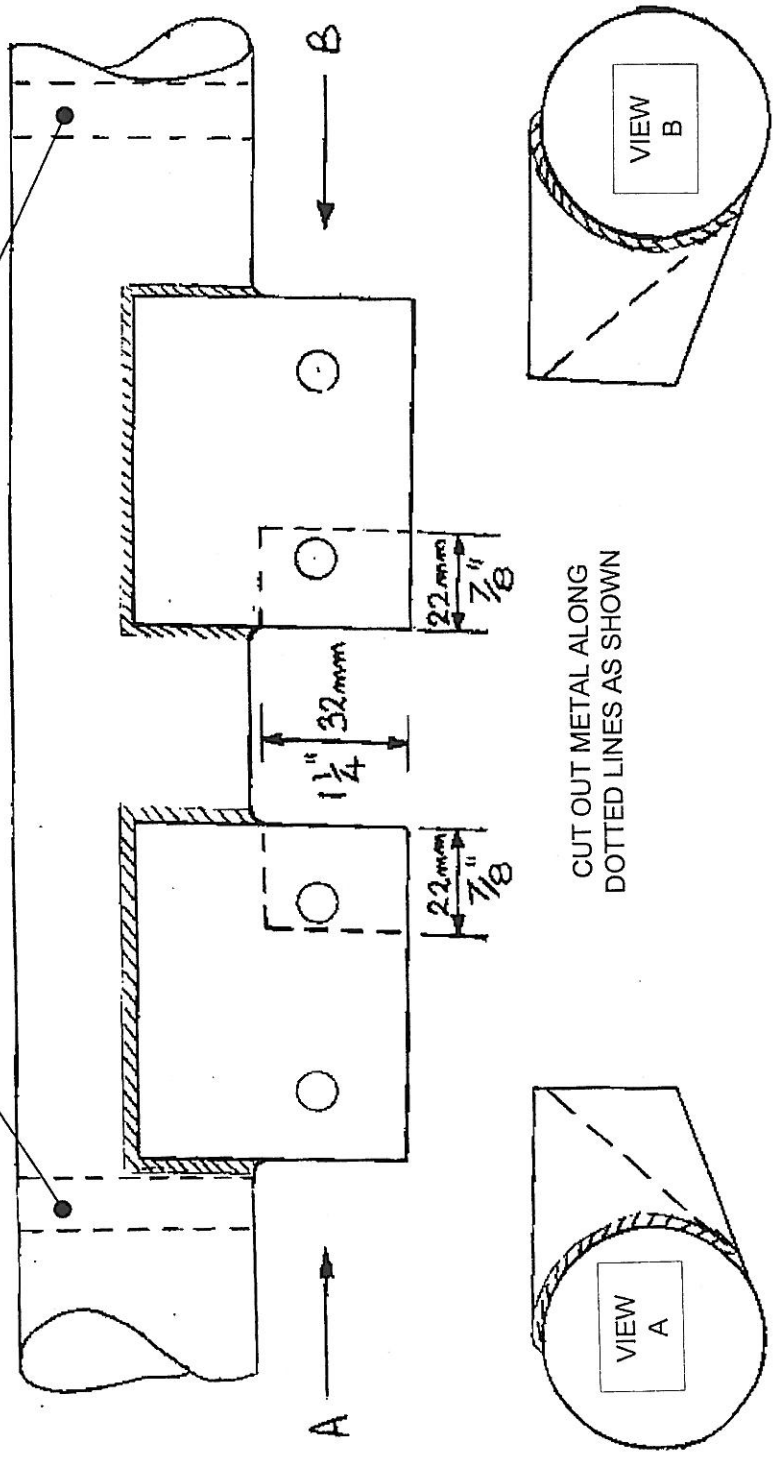 A
B
1 1/4" 32mm
22mm
7/8"
22mm
7/8"
CUT OUT METAL ALONG
DOTTED LINES AS SHOWN
VIEW
A
VIEW
B